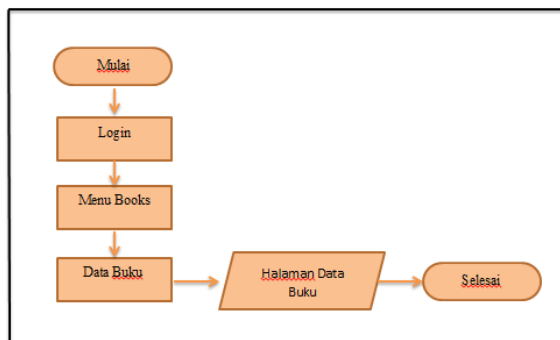 Mulai
Login
Menu Books
Data Buku
Halaman Data
Buku
Selesai